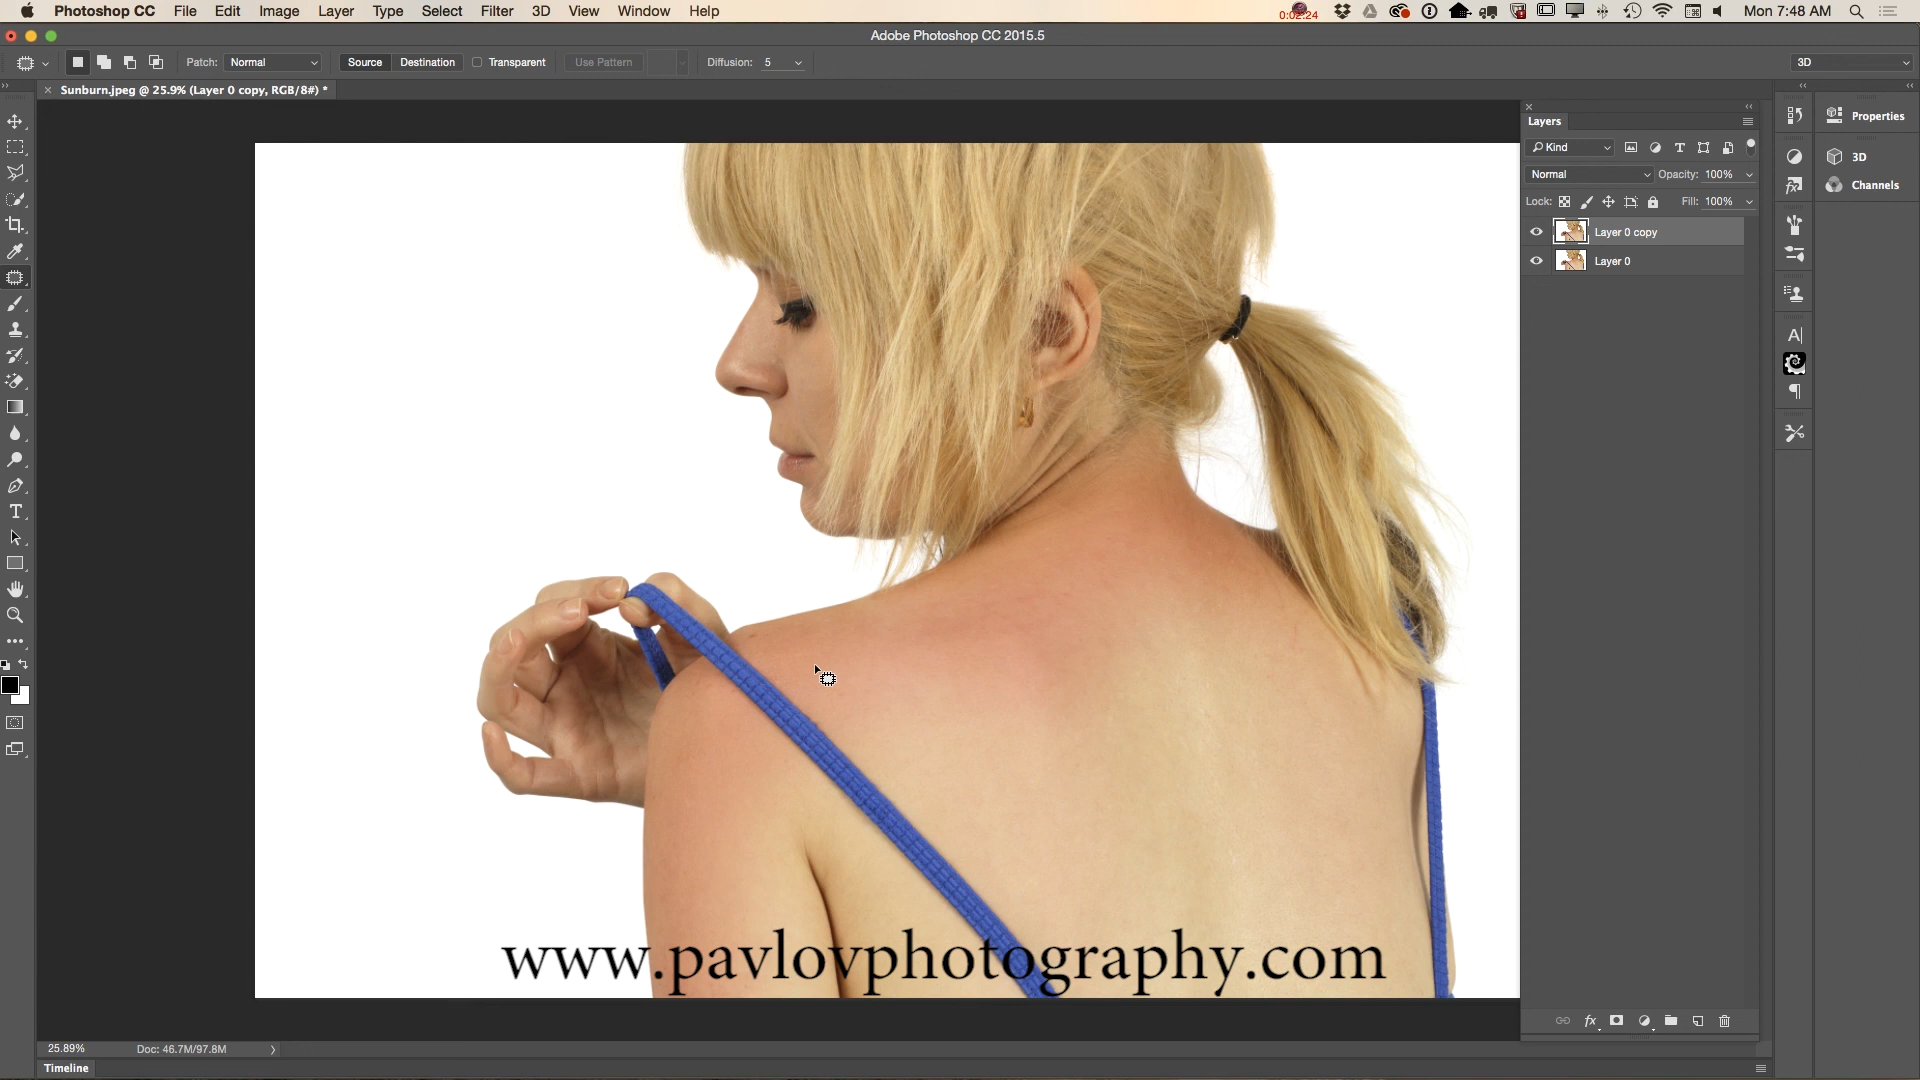 Photoshop CC File Edit Image Layer Type Select Filter 3D View Window Help
0:02:24
Mon 7:48 AM
Adobe Photoshop CC 2015.5
Patch: Normal Source Destination Transparent Use Pattern Diffusion: 5
3D
Sunburn.jpeg @ 25.9% (Layer 0 copy, RGB/8#) *
Layers
Kind
Normal Opacity: 100%
Lock: Fill: 100%
Layer 0 copy
Layer 0
Properties
3D
Channels
www.pavlovphotography.com
25.89% Doc: 46.7M/97.8M
Timeline